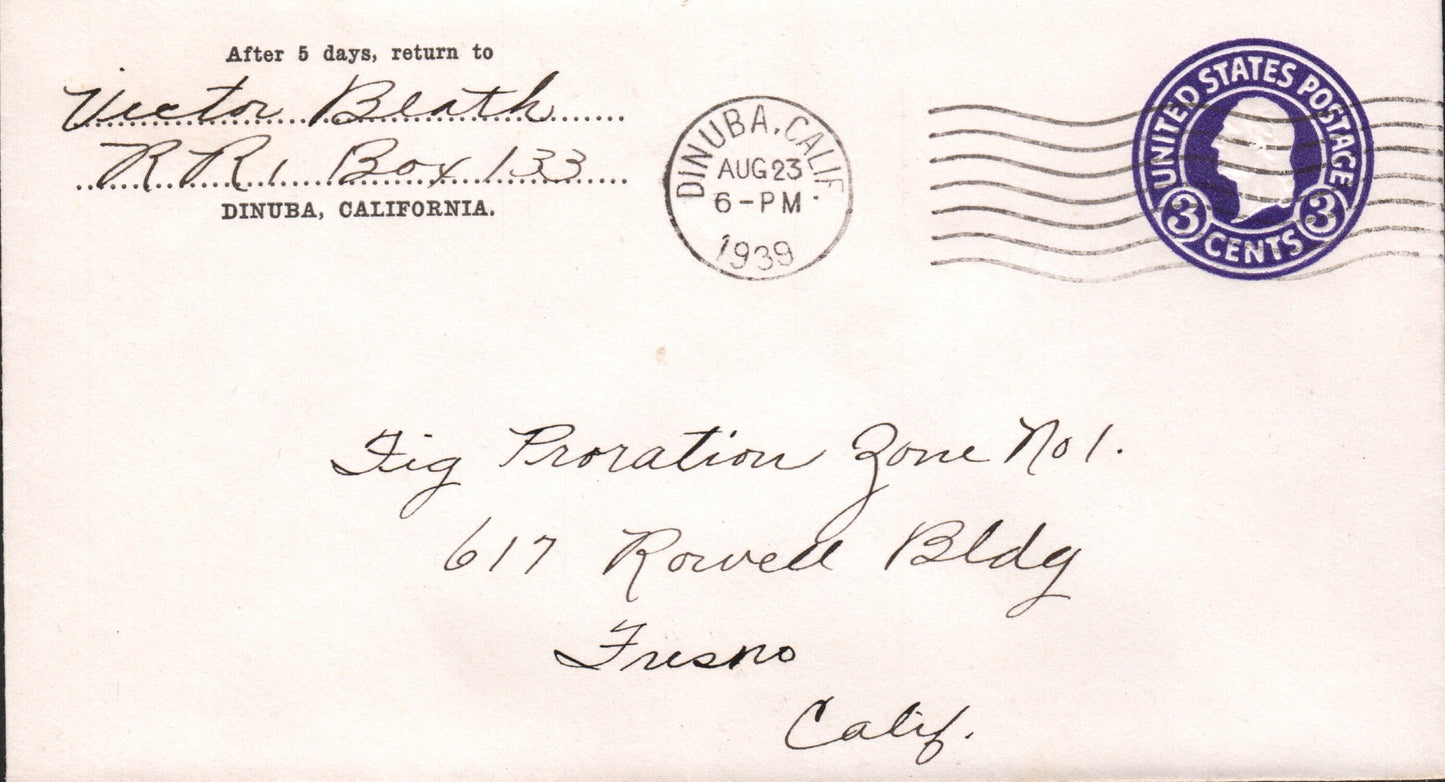 After 5 days, return to
Victor Blath
R R 1 Box 133
DINUBA, CALIFORNIA.
DINUBA, CALIF.
AUG 23
6 - PM
1939
UNITED STATES POSTAGE
3 CENTS 3
Fig Proration Zone No 1.
617 Rowell Bldg
Fresno
Calif.